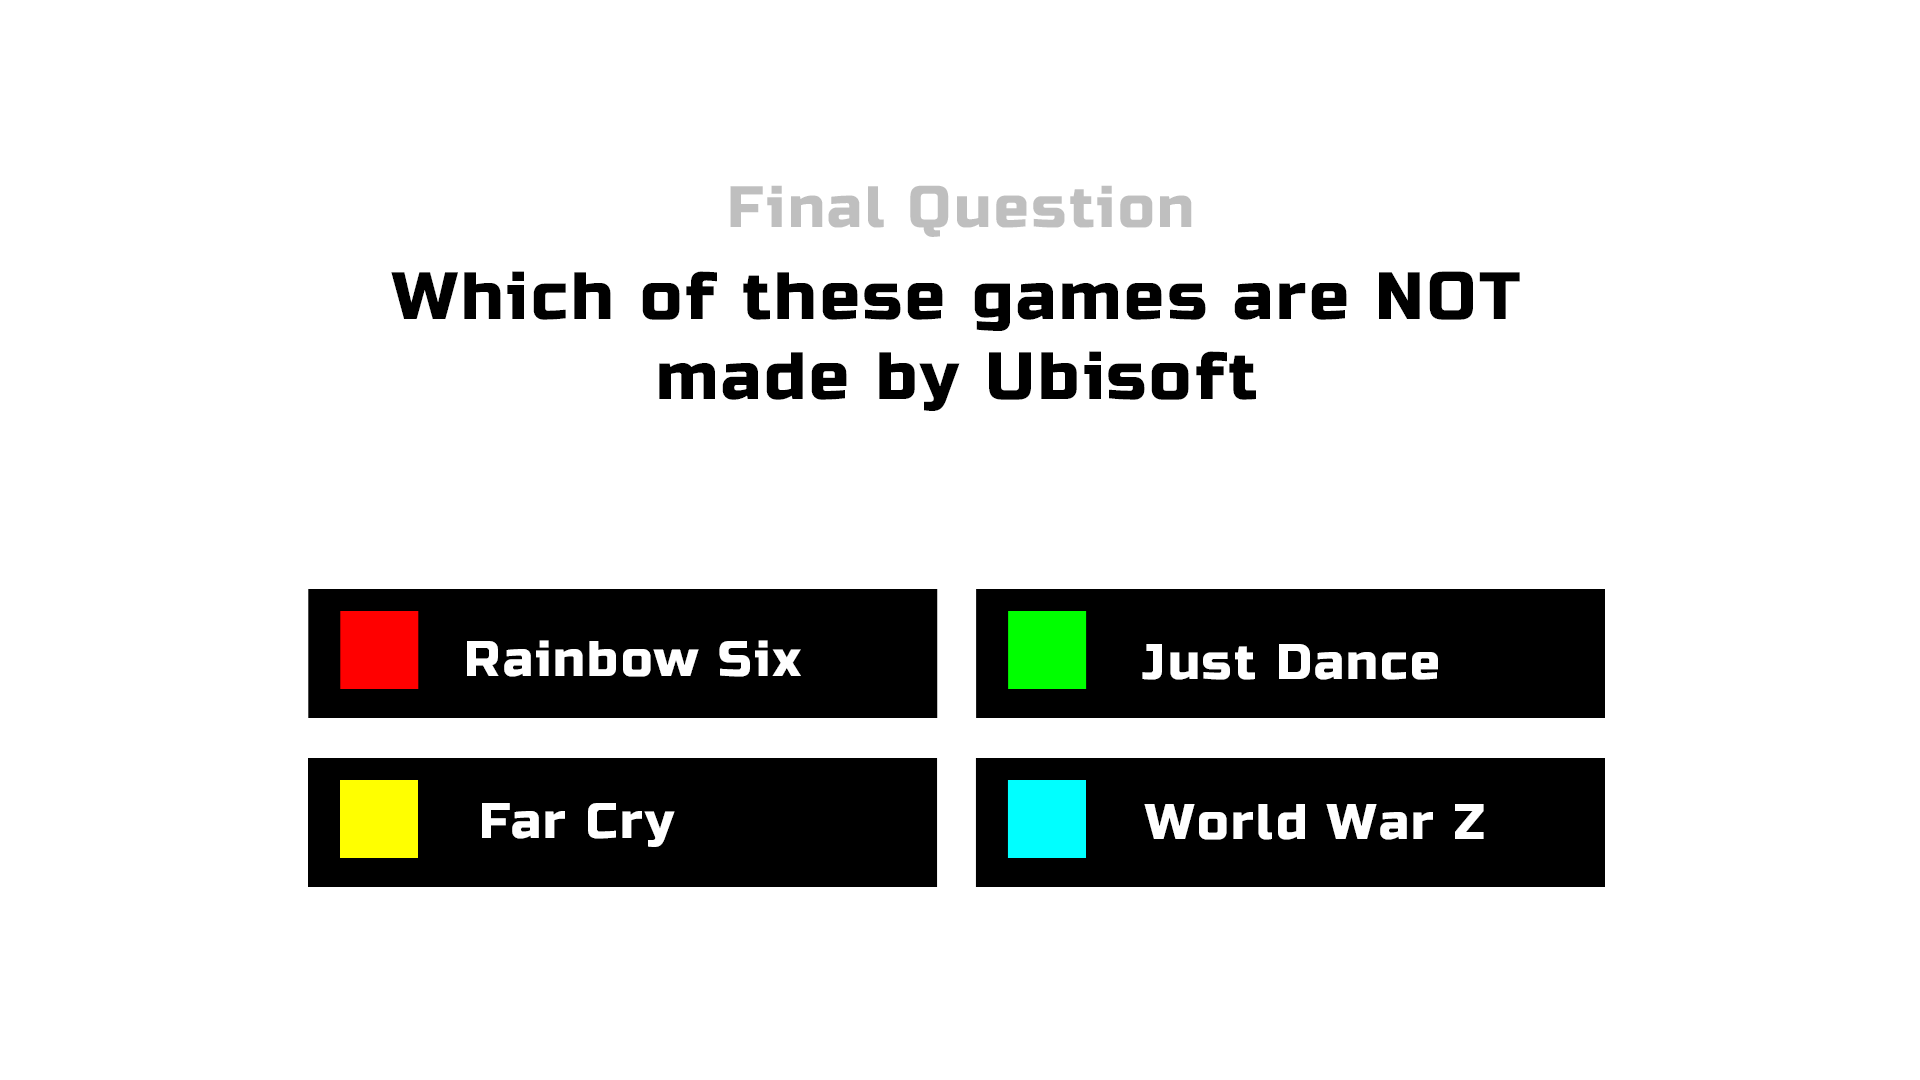 Final Question
Which of these games are NOT
made by Ubisoft
Rainbow Six
Just Dance
Far Cry
World War Z